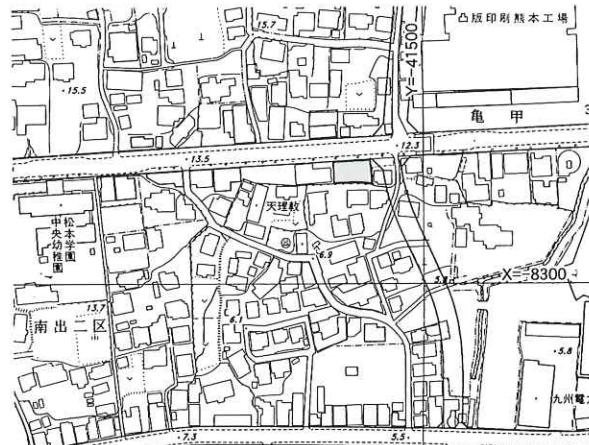 凸版印刷熊本工場
15.7
Y=-41500
15.5
亀甲
3
12.3
13.5
天理教
松本学園
中央幼稚園
6.9
5.8
X=-8300
13.7
6.1
南出二区
5.8
九州電力
7.3
5.5